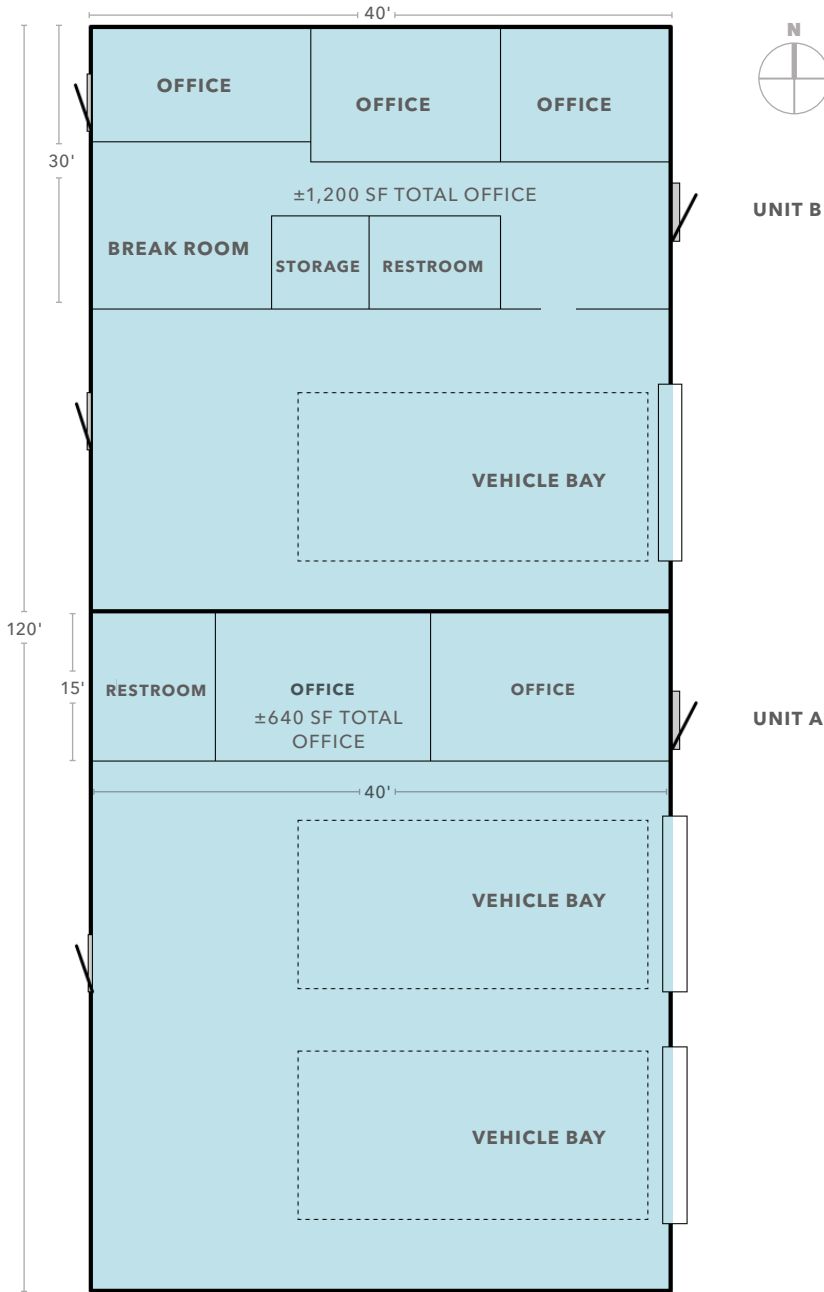 40'
N
OFFICE
OFFICE
OFFICE
30'
±1,200 SF TOTAL OFFICE
UNIT B
BREAK ROOM
STORAGE
RESTROOM
VEHICLE BAY
120'
15'
RESTROOM
OFFICE
OFFICE
±640 SF TOTAL
OFFICE
UNIT A
40'
VEHICLE BAY
VEHICLE BAY